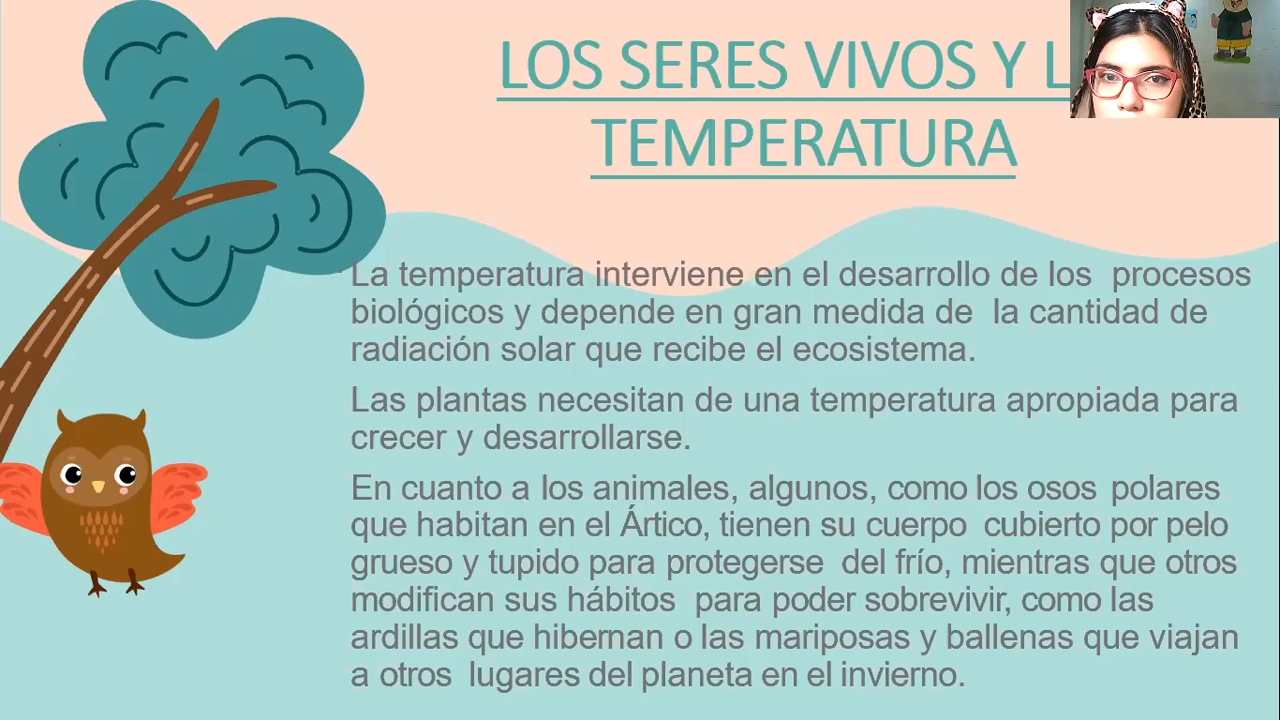 LOS SERES VIVOS Y L
TEMPERATURA
La temperatura interviene en el desarrollo de los procesos
biológicos y depende en gran medida de la cantidad de
radiación solar que recibe el ecosistema.
Las plantas necesitan de una temperatura apropiada para
crecer y desarrollarse.
En cuanto a los animales, algunos, como los osos polares
que habitan en el Ártico, tienen su cuerpo cubierto por pelo
grueso y tupido para protegerse del frío, mientras que otros
modifican sus hábitos para poder sobrevivir, como las
ardillas que hibernan o las mariposas y ballenas que viajan
a otros lugares del planeta en el invierno.